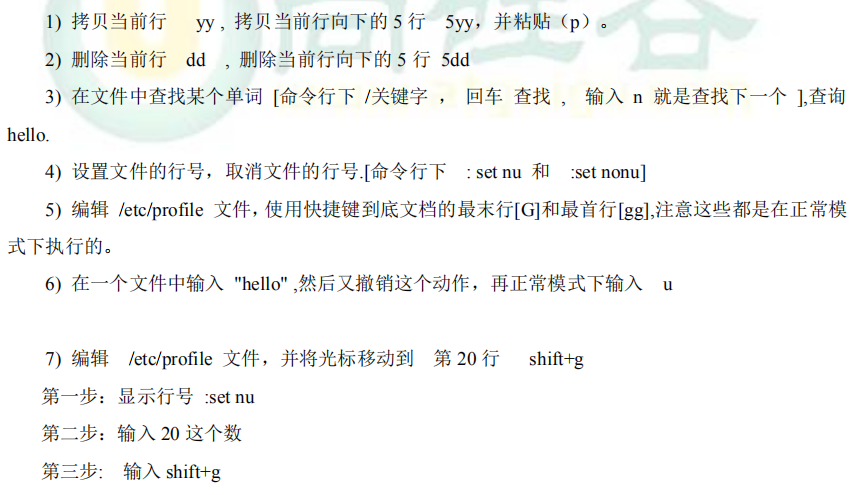 1) 拷贝当前行 yy , 拷贝当前行向下的 5 行 5yy，并粘贴（p）。
2) 删除当前行 dd , 删除当前行向下的 5 行 5dd
3) 在文件中查找某个单词 [命令行下 /关键字 ， 回车 查找 , 输入 n 就是查找下一个 ],查询
hello.
4) 设置文件的行号，取消文件的行号.[命令行下 : set nu 和 :set nonu]
5) 编辑 /etc/profile 文件，使用快捷键到底文档的最末行[G]和最首行[gg],注意这些都是在正常模
式下执行的。
6) 在一个文件中输入 "hello" ,然后又撤销这个动作，再正常模式下输入 u
7) 编辑 /etc/profile 文件，并将光标移动到 第 20 行 shift+g
第一步：显示行号 :set nu
第二步：输入 20 这个数
第三步: 输入 shift+g